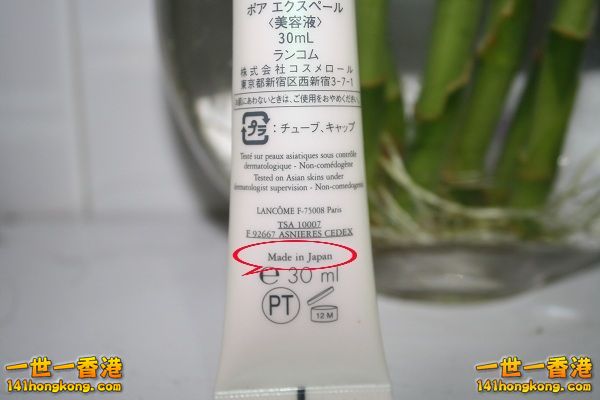 ポア エクスペール
〈美容液〉
30mL
ランコム
株式会社コスメロール
東京都新宿区西新宿3-7-1
お肌にあわないときは、ご使用をおやめください。
プラ
:チューブ、キャップ
Testé sur peaux asiatiques sous contrôle
dermatologique - Non-comédogène
Tested on Asian skins under
dermatologist supervision - Non-comedogenic
LANCÔME F-75008 Paris
TSA 10007
F 92667 ASNIERES CEDEX
Made in Japan
℮ 30 ml
PT
12 M
一世一香港
141hongkong.com
一世一香港
141hongkong.com